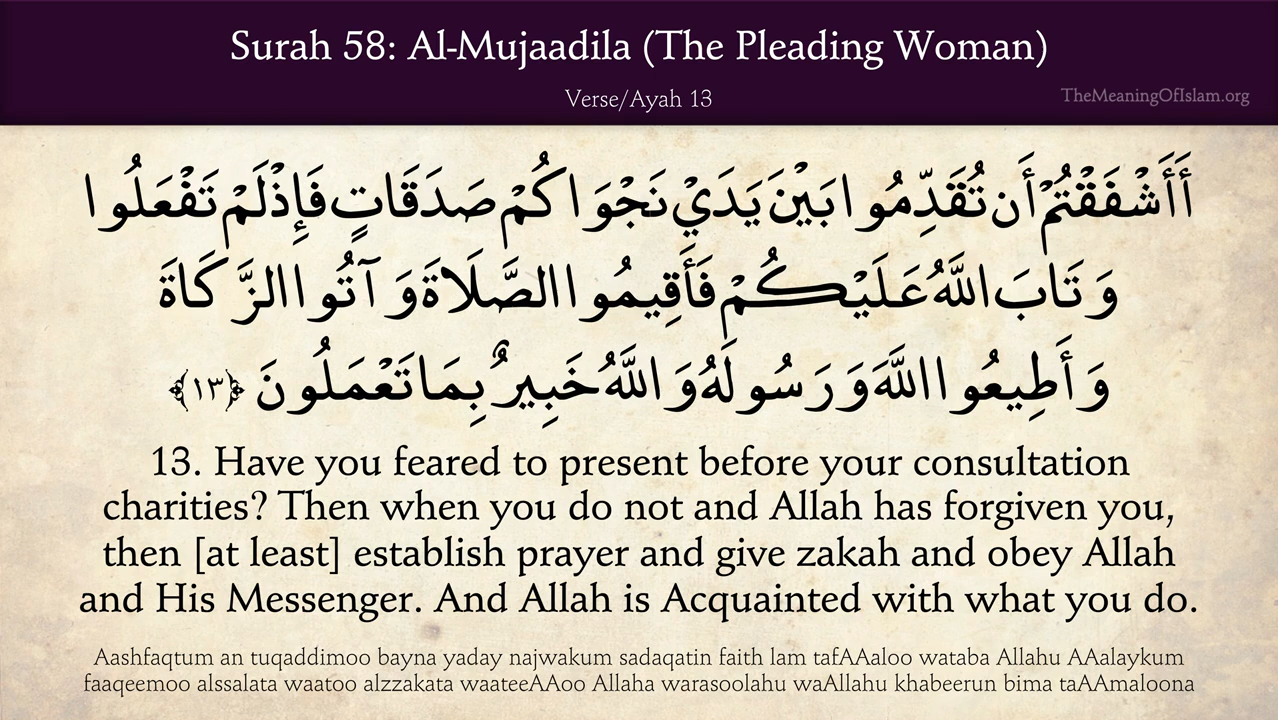 Surah 58: Al-Mujaadila (The Pleading Woman)
Verse/Ayah 13
TheMeaningOfIslam.org
أَأَشْفَقْتُمْ أَن تُقَدِّمُوا بَيْنَ يَدَيْ نَجْوَاكُمْ صَدَقَاتٍ فَإِذْ لَمْ تَفْعَلُوا
وَتَابَ اللَّهُ عَلَيْكُمْ فَأَقِيمُوا الصَّلَاةَ وَآتُوا الزَّكَاةَ
وَأَطِيعُوا اللَّهَ وَرَسُولَهُ وَاللَّهُ خَبِيرٌ بِمَا تَعْمَلُونَ ﴿١٣﴾
13. Have you feared to present before your consultation
charities? Then when you do not and Allah has forgiven you,
then [at least] establish prayer and give zakah and obey Allah
and His Messenger. And Allah is Acquainted with what you do.
Aashfaqtum an tuqaddimoo bayna yaday najwakum sadaqatin faith lam tafAAaloo wataba Allahu AAalaykum
faaqeemoo alssalata waatoo alzzakata waateeAAoo Allaha warasoolahu waAllahu khabeerun bima taAAmaloona